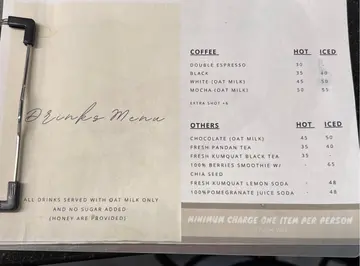 Drinks Menu
ALL DRINKS SERVED WITH OAT MILK ONLY
AND NO SUGAR ADDED
(HONEY ARE PROVIDED)
COFFEE HOT ICED
DOUBLE ESPRESSO 30
BLACK 35 40
WHITE (OAT MILK) 45 50
MOCHA (OAT MILK) 50 55
EXTRA SHOT +6
OTHERS HOT ICED
CHOCOLATE (OAT MILK) 45 50
FRESH PANDAN TEA 35 40
FRESH KUMQUAT BLACK TEA 35
100% BERRIES SMOOTHIE W/ - 65
CHIA SEED
FRESH KUMQUAT LEMON SODA - 48
100%POMEGRANATE JUICE SODA - 48
MINIMUM CHARGE ONE ITEM PER PERSON